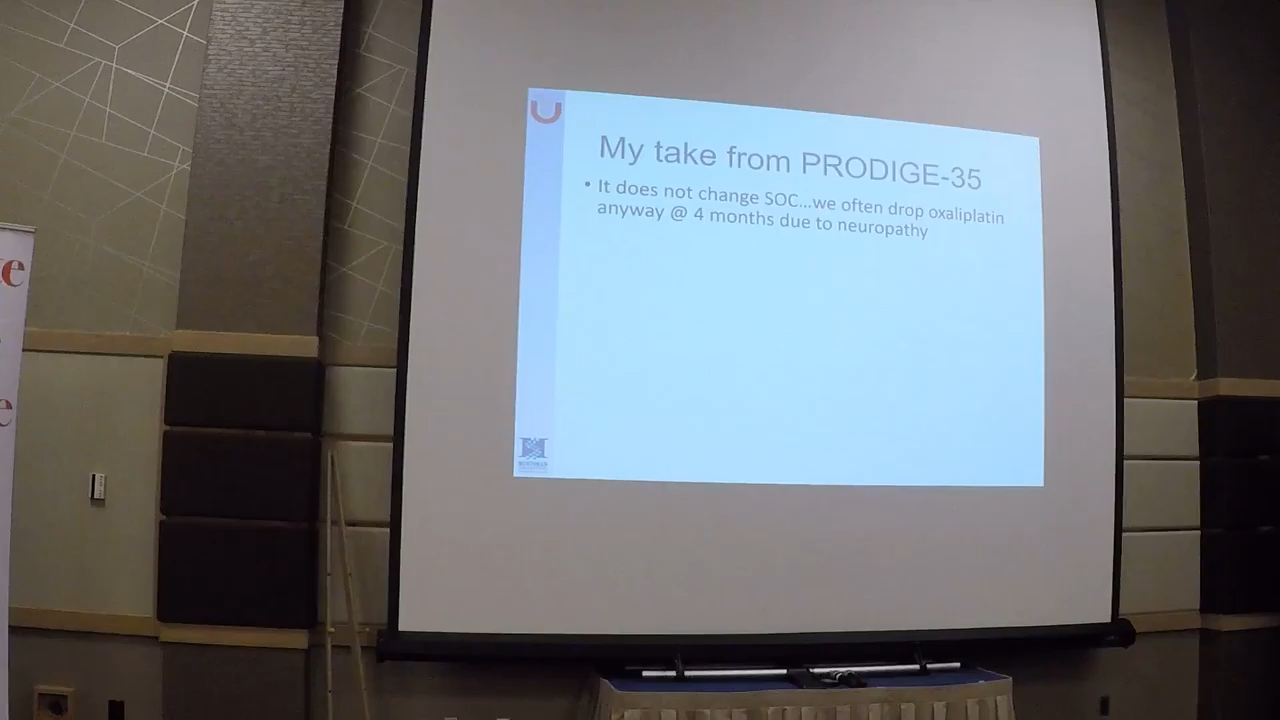 My take from PRODIGE-35
• It does not change SOC...we often drop oxaliplatin
anyway @ 4 months due to neuropathy